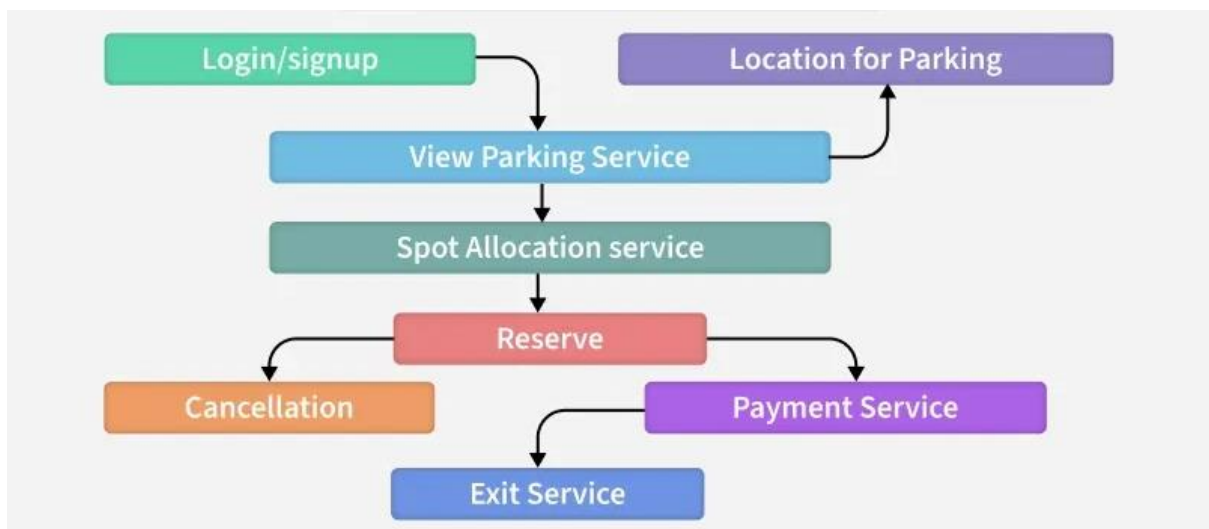 Login/signup
Location for Parking
View Parking Service
Spot Allocation service
Reserve
Cancellation
Payment Service
Exit Service